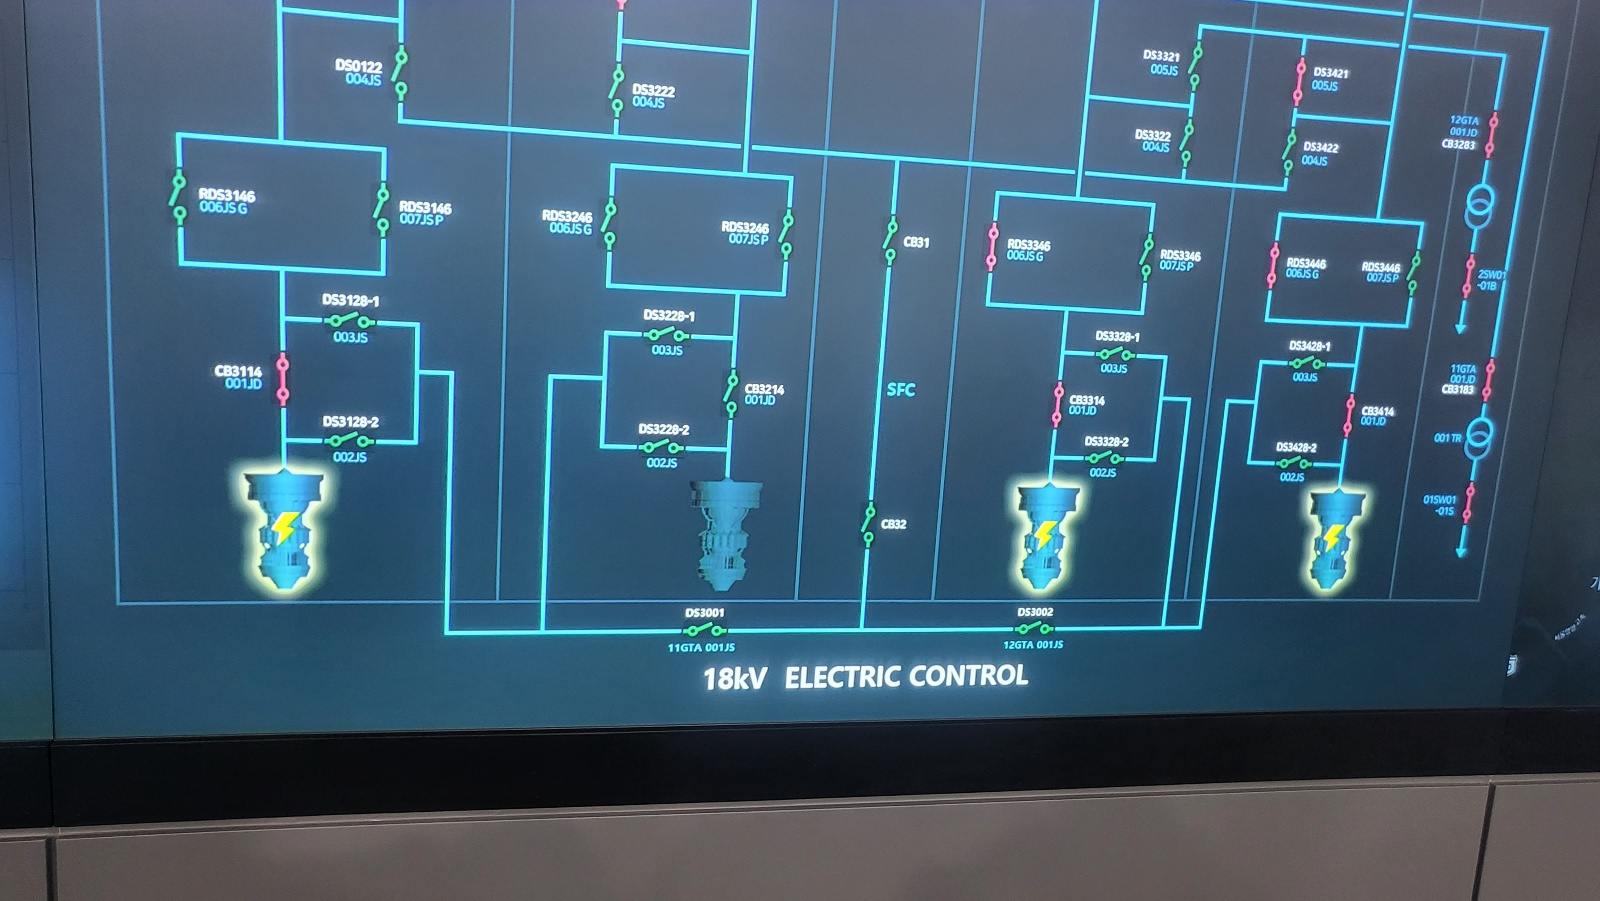 DS0122
004JS
DS3222
004JS
DS3321
005JS
DS3421
005JS
DS3322
004JS
DS3422
004JS
12GTA
001JD
CB3283
RDS3146
006JS G
RDS3146
007JS P
RDS3246
006JS G
RDS3246
007JS P
CB31
RDS3346
006JS G
RDS3346
007JS P
RDS3446
006JS G
RDS3446
007JS P
2SW01
-01B
DS3128-1
003JS
CB3114
001JD
DS3128-2
002JS
DS3228-1
003JS
CB3214
001JD
DS3228-2
002JS
SFC
CB32
DS3328-1
003JS
CB3314
001JD
DS3328-2
002JS
DS3428-1
003JS
CB3414
001JD
DS3428-2
002JS
11GTA
001JD
CB3183
001 TR
01SW01
-01S
DS3001
11GTA 001JS
DS3002
12GTA 001JS
18kV ELECTRIC CONTROL